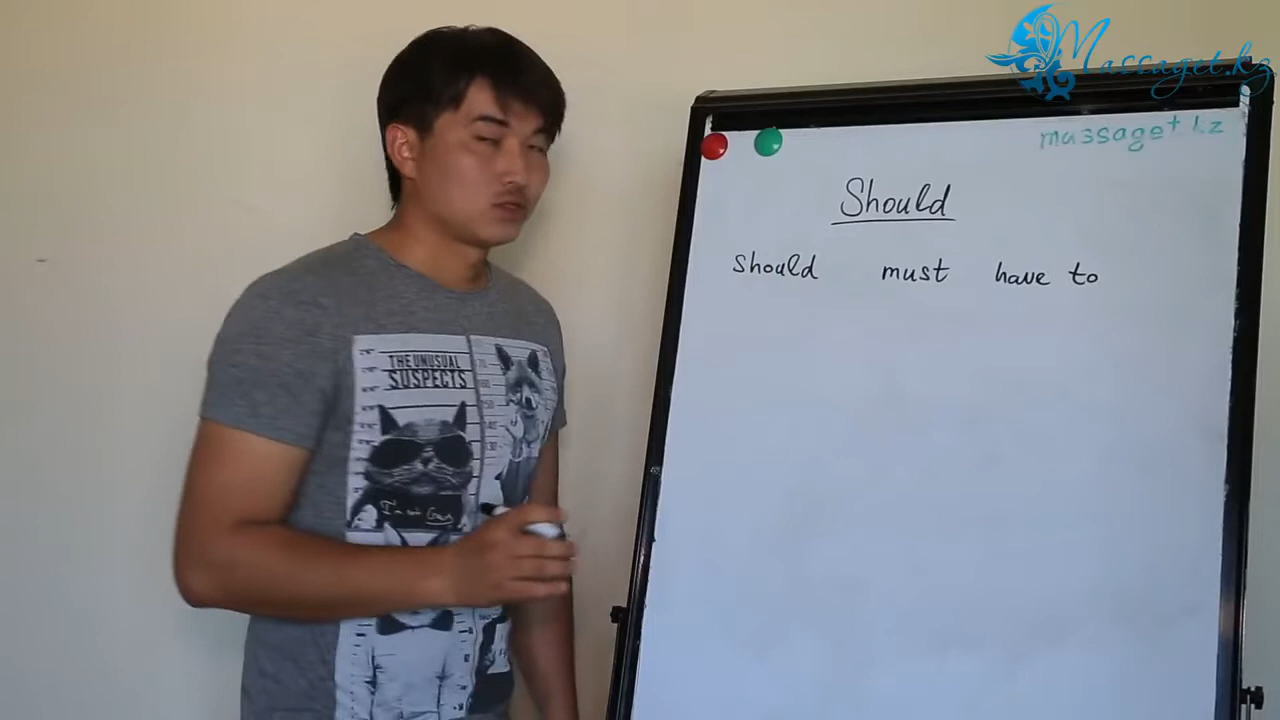 Massaget.kz
massaget kz
Should
should must have to
THE UNUSUAL
SUSPECTS